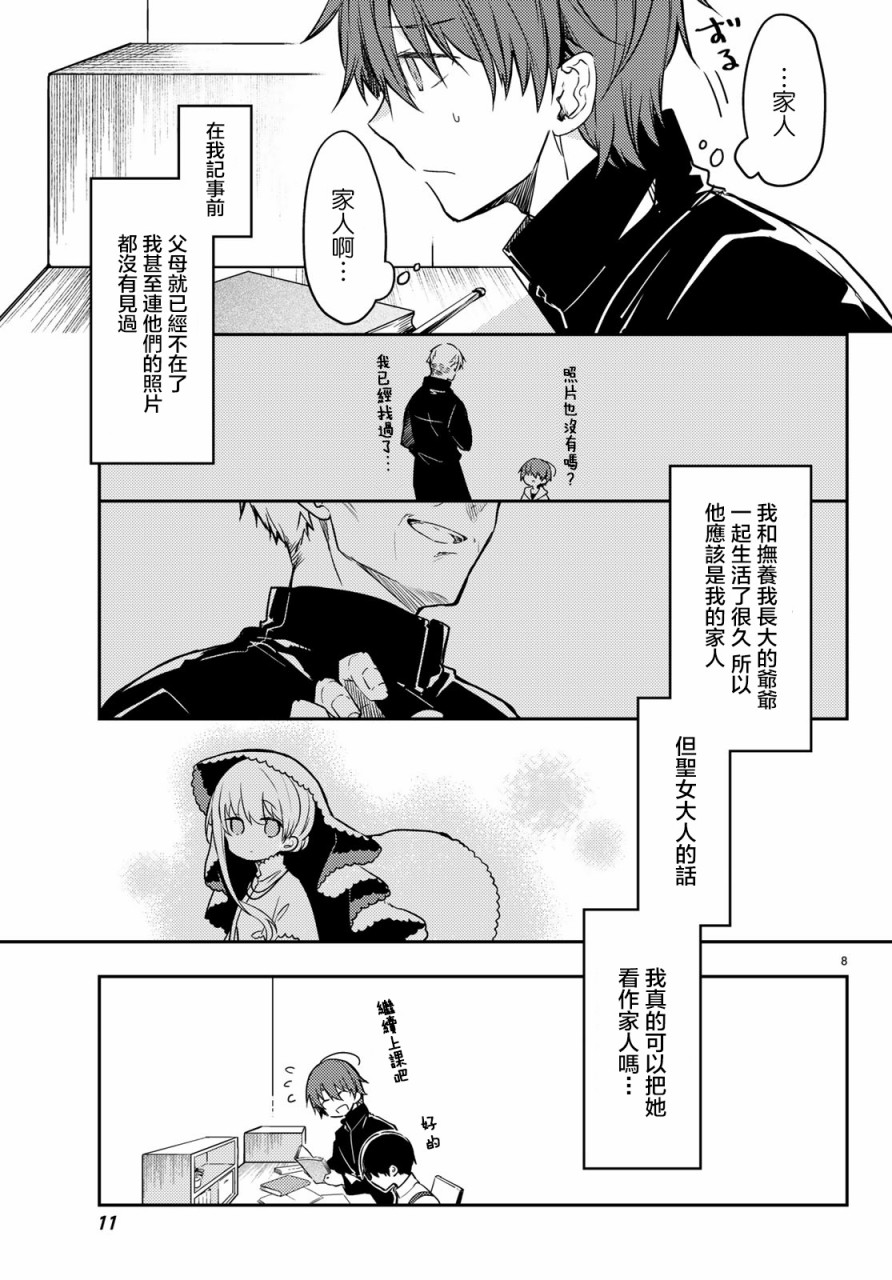 …家人
ずる
家人啊…
在我記事前
父母就已經不在了
我甚至連他們的照片
都沒有見過
照片也沒有嗎？
我已經找過了…
我和撫養我長大的爺爺
一起生活了很久 所以
他應該是我的家人
但聖女大人的話
8
我真的可以把她
看作家人嗎…
繼續上課吧
好的
11